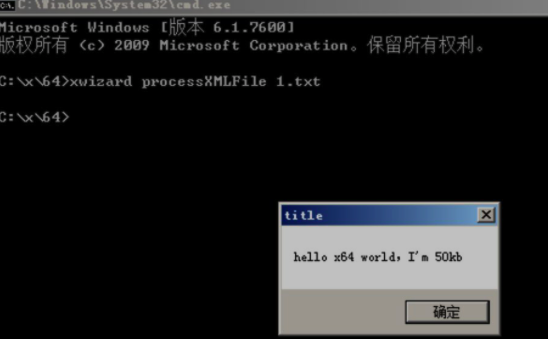 C:\Windows\System32\cmd.exe
Microsoft Windows [版本 6.1.7600]
版权所有 (c) 2009 Microsoft Corporation。保留所有权利。
C:\x\64>xwizard processXMLFile 1.txt
C:\x\64>
title
hello x64 world, I'm 50kb
确定